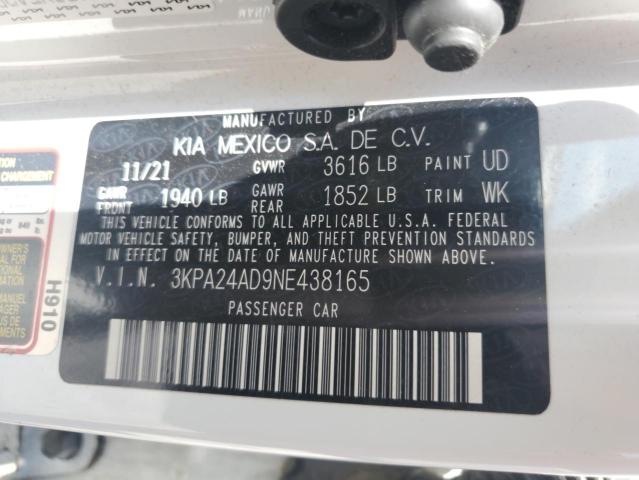 MANUFACTURED BY
KIA MEXICO S.A. DE C.V.
11/21 GVWR 3616 LB PAINT UD
GAWR FRONT 1940 LB GAWR REAR 1852 LB TRIM WK
THIS VEHICLE CONFORMS TO ALL APPLICABLE U.S.A. FEDERAL
MOTOR VEHICLE SAFETY, BUMPER, AND THEFT PREVENTION STANDARDS
IN EFFECT ON THE DATE OF MANUFACTURE SHOWN ABOVE.
V.I.N. 3KPA24AD9NE438165
PASSENGER CAR
H910